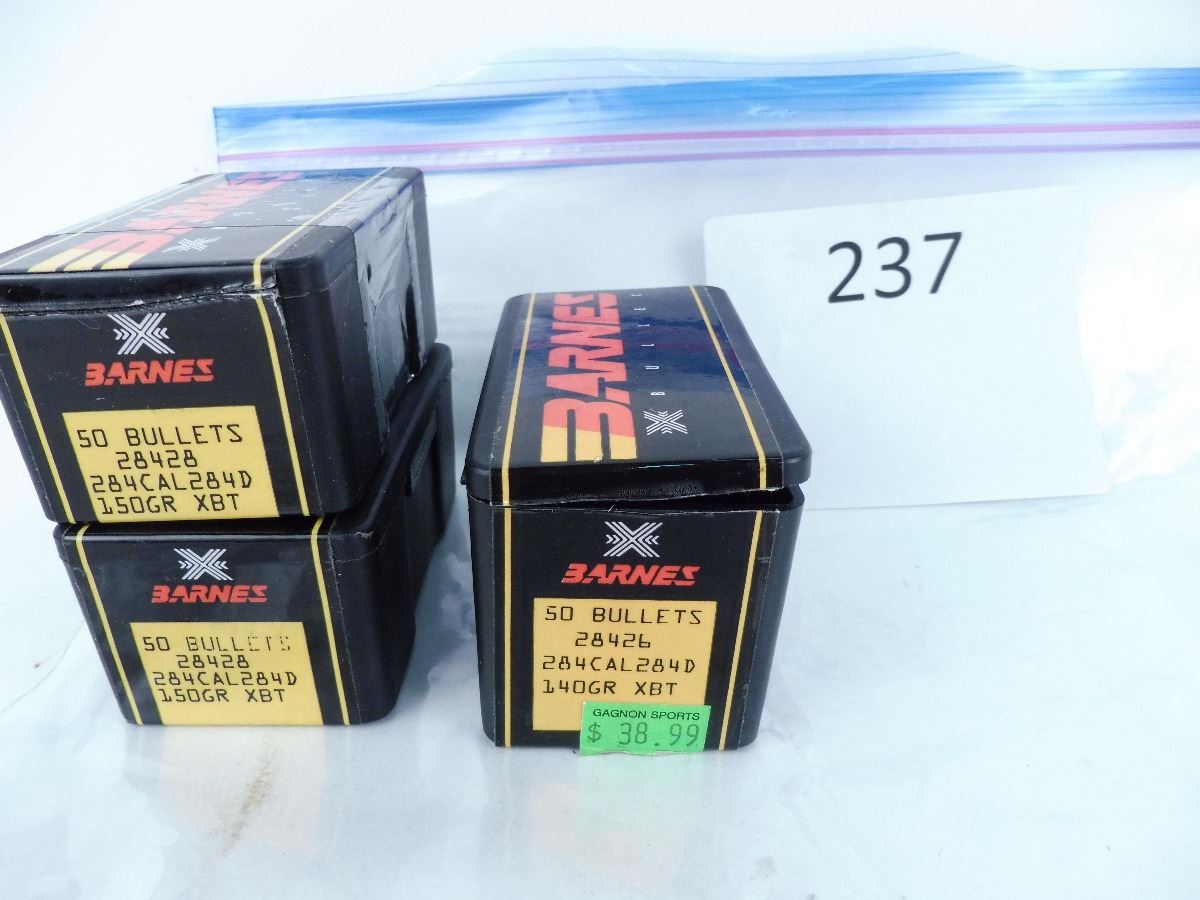 237
BARNES
X
BARNES
50 BULLETS
28428
284CAL284D
150GR XBT
X
BARNES
50 BULLETS
28428
284CAL284D
150GR XBT
BARNES
X BULLET
X
BARNES
50 BULLETS
28426
284CAL284D
140GR XBT
GAGNON SPORTS
$ 38.99